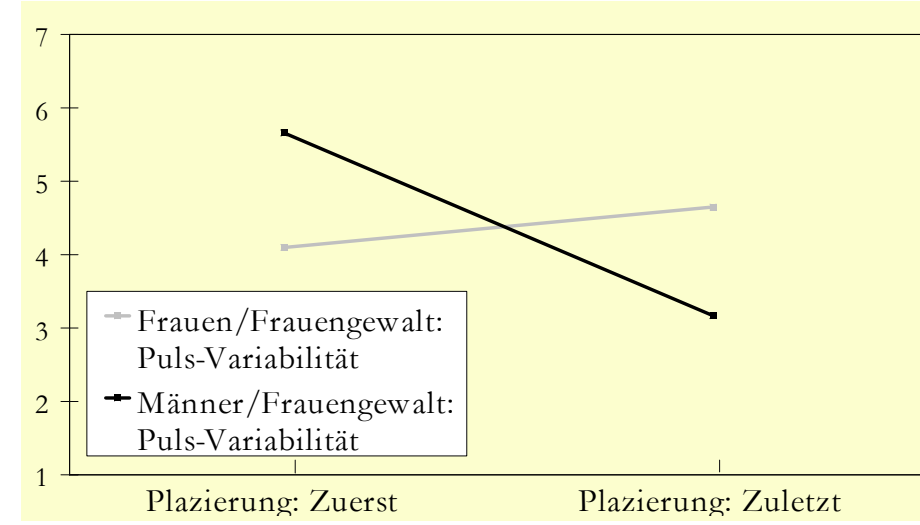 7
6
5
4
3
2
1
Frauen/Frauengewalt:
Puls-Variabilität
Männer/Frauengewalt:
Puls-Variabilität
Plazierung: Zuerst
Plazierung: Zuletzt